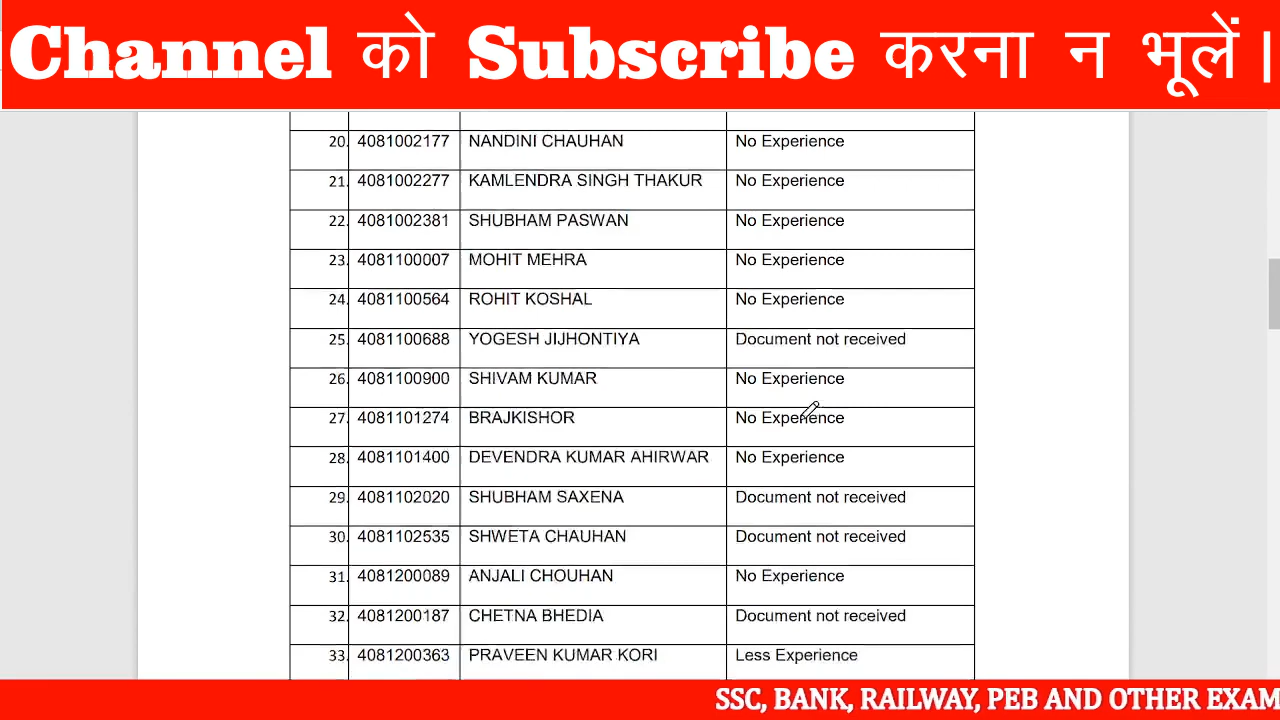 Channel को Subscribe करना न भूलें।
20. 4081002177 NANDINI CHAUHAN No Experience
21. 4081002277 KAMLENDRA SINGH THAKUR No Experience
22. 4081002381 SHUBHAM PASWAN No Experience
23. 4081100007 MOHIT MEHRA No Experience
24. 4081100564 ROHIT KOSHAL No Experience
25. 4081100688 YOGESH JIJHONTIYA Document not received
26. 4081100900 SHIVAM KUMAR No Experience
27. 4081101274 BRAJKISHOR No Experience
28. 4081101400 DEVENDRA KUMAR AHIRWAR No Experience
29. 4081102020 SHUBHAM SAXENA Document not received
30. 4081102535 SHWETA CHAUHAN Document not received
31. 4081200089 ANJALI CHOUHAN No Experience
32. 4081200187 CHETNA BHEDIA Document not received
33. 4081200363 PRAVEEN KUMAR KORI Less Experience
SSC, BANK, RAILWAY, PEB AND OTHER EXAM